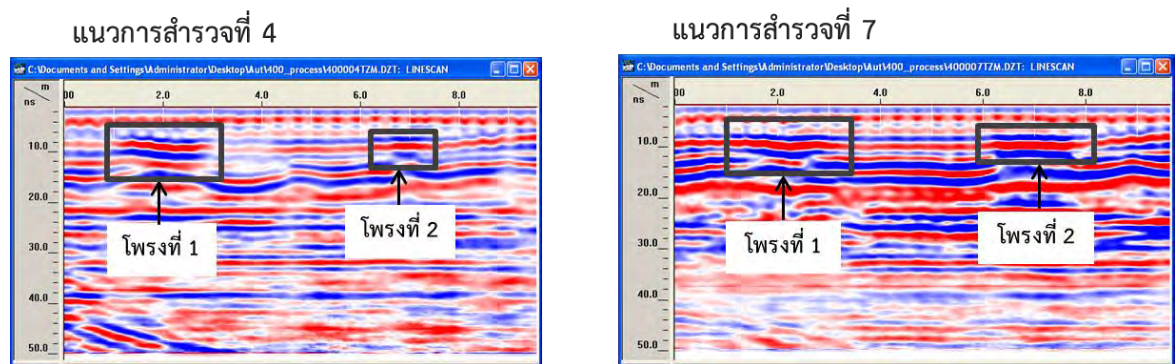 แนวการสำรวจที่ 4
C:\Documents and Settings\Administrator\Desktop\Aut\400_process\400004TZM.DZT: LINESCAN
m
ns
00 2.0 4.0 6.0 8.0
10.0
20.0
30.0
40.0
50.0
โพรงที่ 1
โพรงที่ 2
แนวการสำรวจที่ 7
C:\Documents and Settings\Administrator\Desktop\Aut\400_process\400007TZM.DZT: LINESCAN
m
ns
00 2.0 4.0 6.0 8.0
10.0
20.0
30.0
40.0
50.0
โพรงที่ 1
โพรงที่ 2